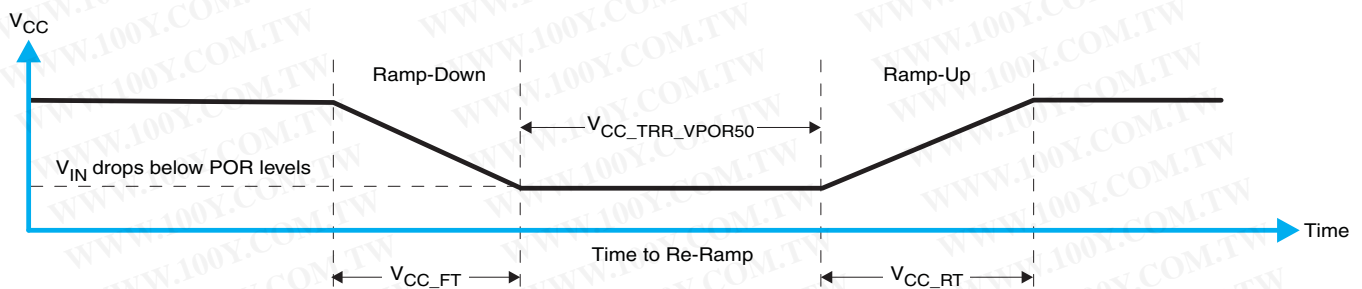 VCC
Ramp-Down
Ramp-Up
VCC_TRR_VPOR50
VIN drops below POR levels
Time
Time to Re-Ramp
VCC_FT
VCC_RT
WWW.100Y.COM.TW